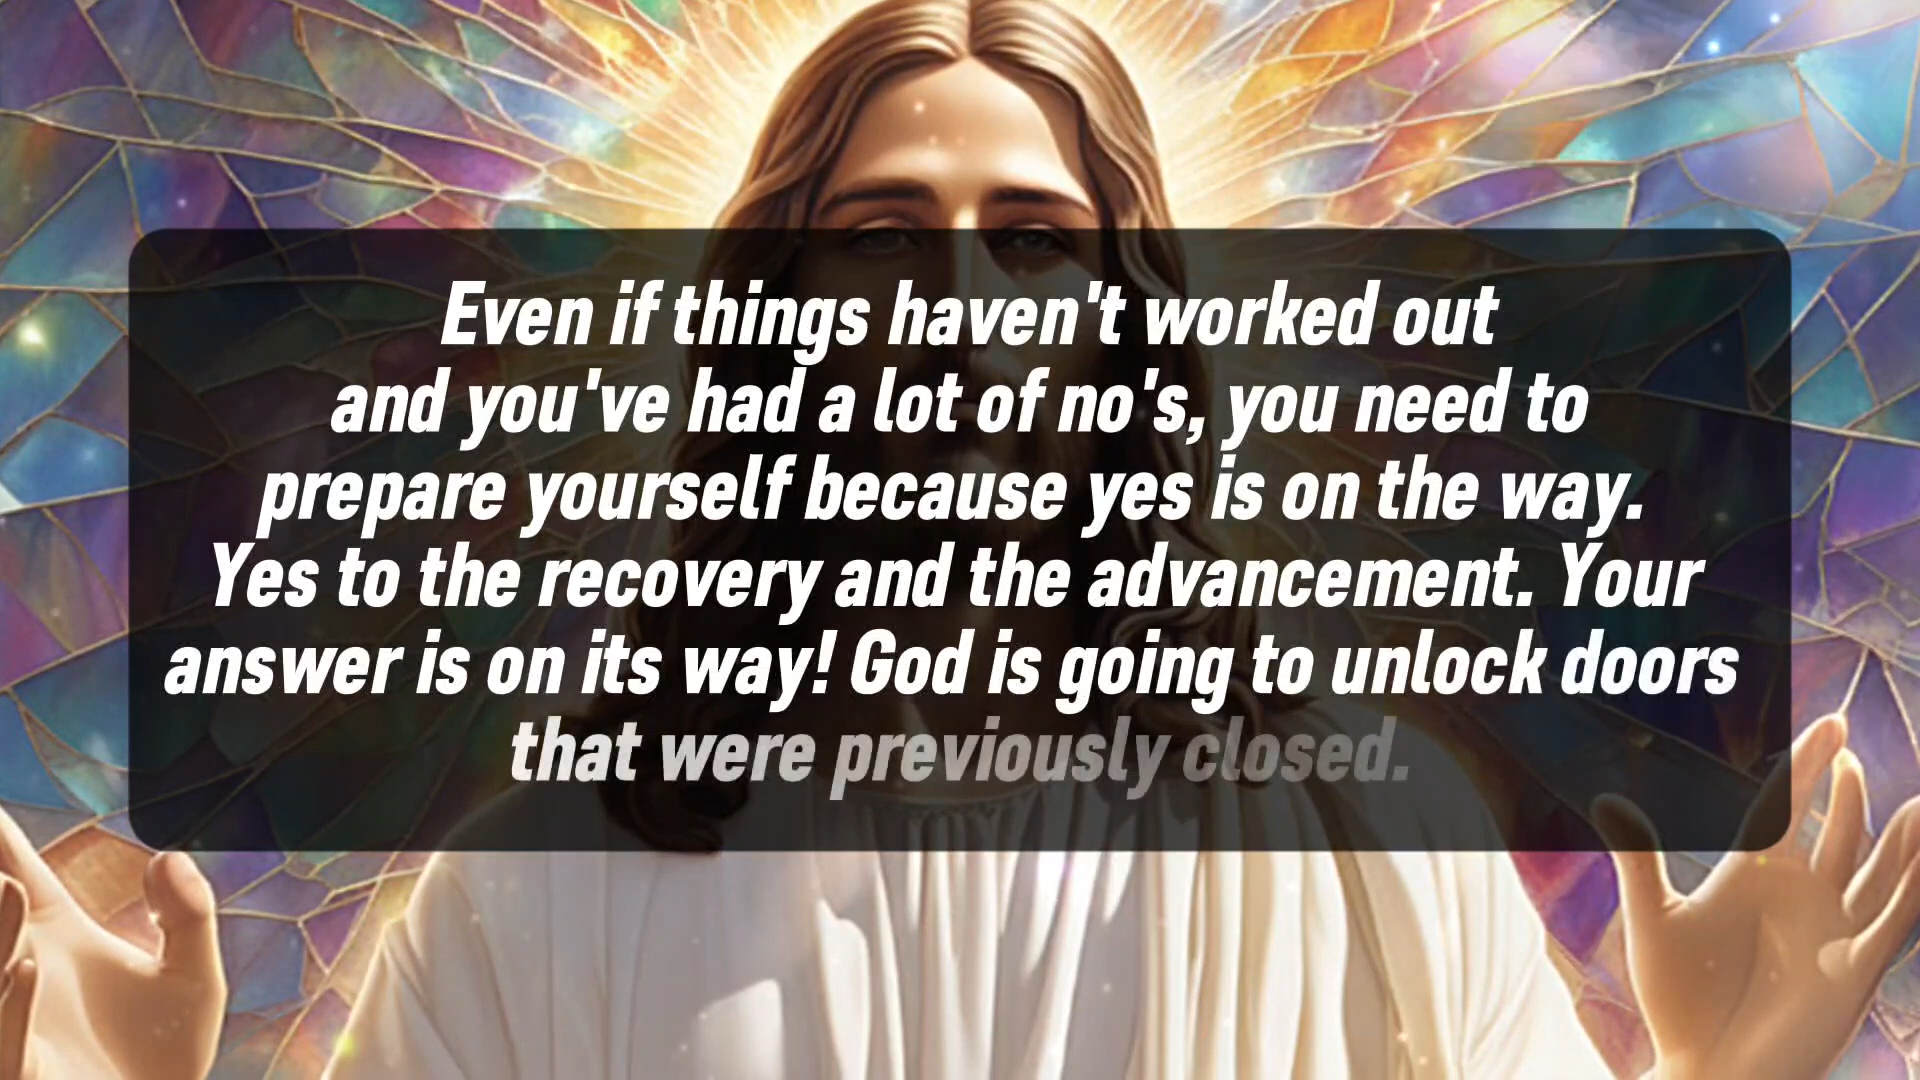 Even if things haven't worked out
and you've had a lot of no's, you need to
prepare yourself because yes is on the way.
Yes to the recovery and the advancement. Your
answer is on its way! God is going to unlock doors
that were previously closed.